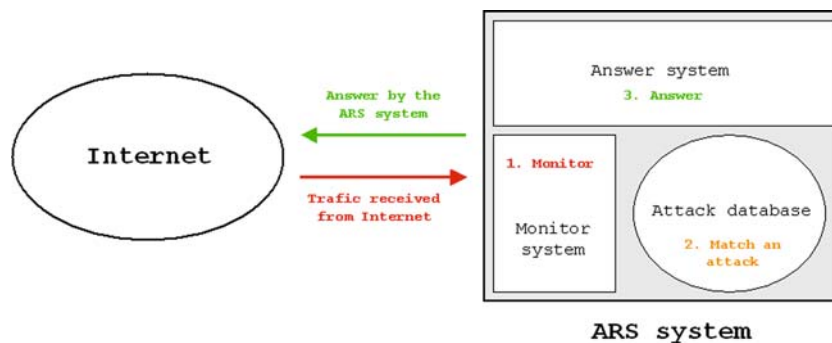 Internet
Answer by the
ARS system
Trafic received
from Internet
Answer system
3. Answer
1. Monitor
Monitor
system
Attack database
2. Match an
attack
ARS system